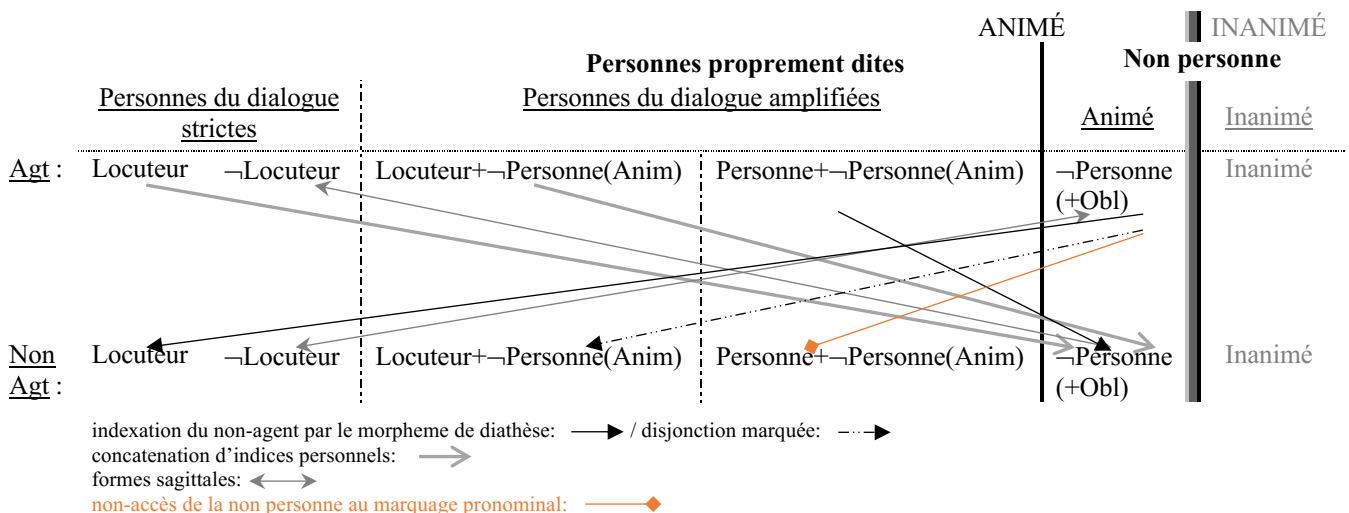 ANIMÉ INANIMÉ
Personnes proprement dites Non personne
Personnes du dialogue strictes Personnes du dialogue amplifiées Animé Inanimé
Agt : Locuteur ¬Locuteur Locuteur+¬Personne(Anim) Personne+¬Personne(Anim) ¬Personne Inanimé
(+Obl)
Non Agt : Locuteur ¬Locuteur Locuteur+¬Personne(Anim) Personne+¬Personne(Anim) ¬Personne Inanimé
(+Obl)
indexation du non-agent par le morpheme de diathèse: / disjonction marquée:
concatenation d’indices personnels:
formes sagittales:
non-accès de la non personne au marquage pronominal: